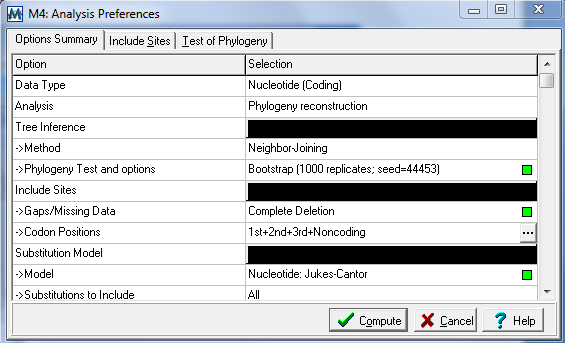 M4: Analysis Preferences
Options Summary Include Sites Test of Phylogeny
Option Selection
Data Type Nucleotide (Coding)
Analysis Phylogeny reconstruction
Tree Inference
->Method Neighbor-Joining
->Phylogeny Test and options Bootstrap (1000 replicates; seed=44453)
Include Sites
->Gaps/Missing Data Complete Deletion
->Codon Positions 1st+2nd+3rd+Noncoding ...
Substitution Model
->Model Nucleotide: Jukes-Cantor
->Substitutions to Include All
Compute Cancel ? Help